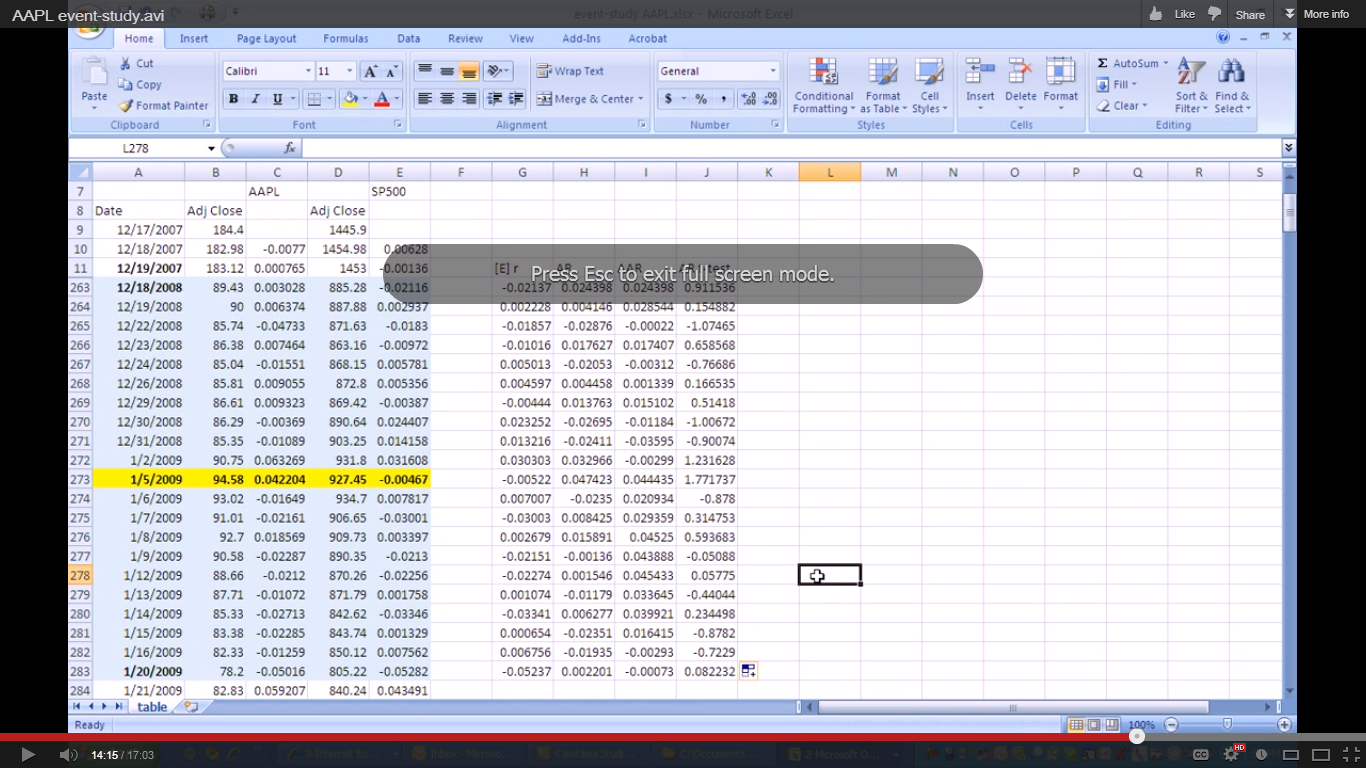 AAPL event-study.avi
event-study AAPL.xlsx - Microsoft Excel
Like Share More info
Home Insert Page Layout Formulas Data Review View Add-Ins Acrobat
Cut
Copy
Format Painter
Paste
Clipboard
Calibri 11
B I U
Font
Wrap Text
Merge & Center
Alignment
General
$ % ,
Number
Conditional Formatting
Format as Table
Cell Styles
Styles
Insert Delete Format
Cells
AutoSum
Fill
Clear
Sort & Filter
Find & Select
Editing
L278 fx
A B C D E F G H I J K L M N O P Q R S
7 AAPL SP500
8 Date Adj Close Adj Close
9 12/17/2007 184.4 1445.9
10 12/18/2007 182.98 -0.0077 1454.98 0.00628
11 12/19/2007 183.12 0.000765 1453 -0.00136 [E] r
Press Esc to exit full screen mode.
263 12/18/2008 89.43 0.003028 885.28 -0.02116 -0.02137 0.024398 0.024398 0.911536
264 12/19/2008 90 0.006374 887.88 0.002937 0.002228 0.004146 0.028544 0.154882
265 12/22/2008 85.74 -0.04733 871.63 -0.0183 -0.01857 -0.02876 -0.00022 -1.07465
266 12/23/2008 86.38 0.007464 863.16 -0.00972 -0.01016 0.017627 0.017407 0.658568
267 12/24/2008 85.04 -0.01551 868.15 0.005781 0.005013 -0.02053 -0.00312 -0.76686
268 12/26/2008 85.81 0.009055 872.8 0.005356 0.004597 0.004458 0.001339 0.166535
269 12/29/2008 86.61 0.009323 869.42 -0.00387 -0.00444 0.013763 0.015102 0.51418
270 12/30/2008 86.29 -0.00369 890.64 0.024407 0.023252 -0.02695 -0.01184 -1.00672
271 12/31/2008 85.35 -0.01089 903.25 0.014158 0.013216 -0.02411 -0.03595 -0.90074
272 1/2/2009 90.75 0.063269 931.8 0.031608 0.030303 0.032966 -0.00299 1.231628
273 1/5/2009 94.58 0.042204 927.45 -0.00467 -0.00522 0.047423 0.044435 1.771737
274 1/6/2009 93.02 -0.01649 934.7 0.007817 0.007007 -0.0235 0.020934 -0.878
275 1/7/2009 91.01 -0.02161 906.65 -0.03001 -0.03003 0.008425 0.029359 0.314753
276 1/8/2009 92.7 0.018569 909.73 0.003397 0.002679 0.015891 0.04525 0.593683
277 1/9/2009 90.58 -0.02287 890.35 -0.0213 -0.02151 -0.00136 0.043888 -0.05088
278 1/12/2009 88.66 -0.0212 870.26 -0.02256 -0.02274 0.001546 0.045433 0.05775
279 1/13/2009 87.71 -0.01072 871.79 0.001758 0.001074 -0.01179 0.033645 -0.44044
280 1/14/2009 85.33 -0.02713 842.62 -0.03346 -0.03341 0.006277 0.039921 0.234498
281 1/15/2009 83.38 -0.02285 843.74 0.001329 0.000654 -0.02351 0.016415 -0.8782
282 1/16/2009 82.33 -0.01259 850.12 0.007562 0.006756 -0.01935 -0.00293 -0.7229
283 1/20/2009 78.2 -0.05016 805.22 -0.05282 -0.05237 0.002201 -0.00073 0.082232
284 1/21/2009 82.83 0.059207 840.24 0.043491
table
Ready 100%
14:15 / 17:03
3 Internet Ex... Inbox - Microso... C:\Documents ... 2 Microsoft O...
CC HD